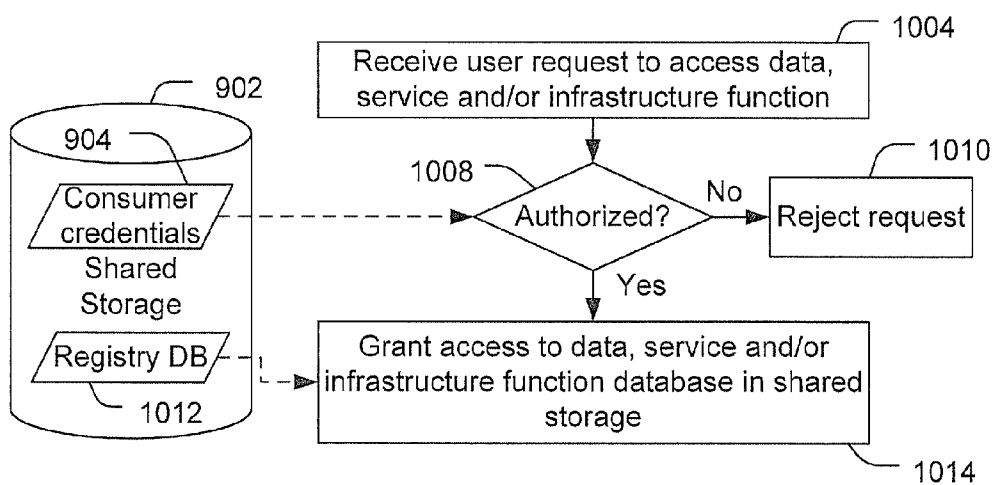 1004
Receive user request to access data,
service and/or infrastructure function
902
904
Consumer
credentials
Shared
Storage
Registry DB
1012
1008
Authorized?
No
1010
Reject request
Yes
Grant access to data, service and/or
infrastructure function database in shared
storage
1014